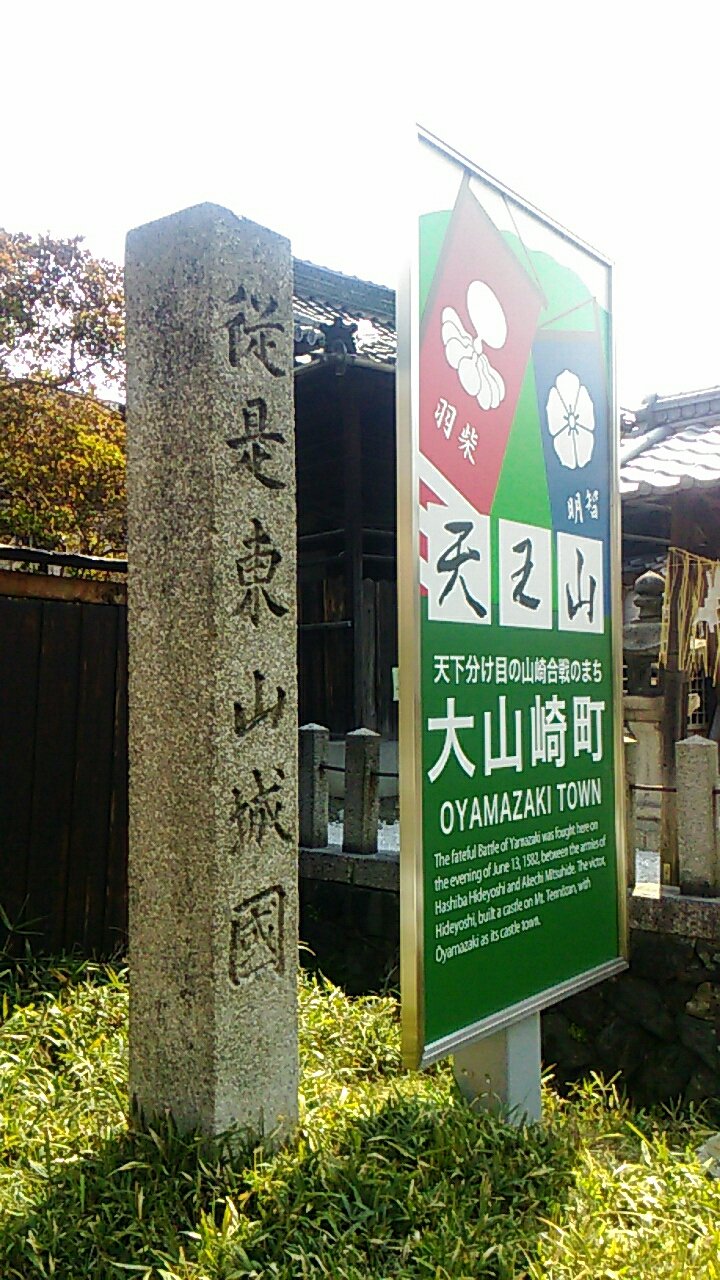 從是東山城國
羽柴
明智
天王山
天下分け目の山崎合戦のまち
大山崎町
OYAMAZAKI TOWN
The fateful Battle of Yamazaki was fought here on
the evening of June 13, 1582, between the armies of
Hashiba Hideyoshi and Akechi Mitsuhide. The victor,
Hideyoshi, built a castle on Mt. Tennōzan, with
Ōyamazaki as its castle town.